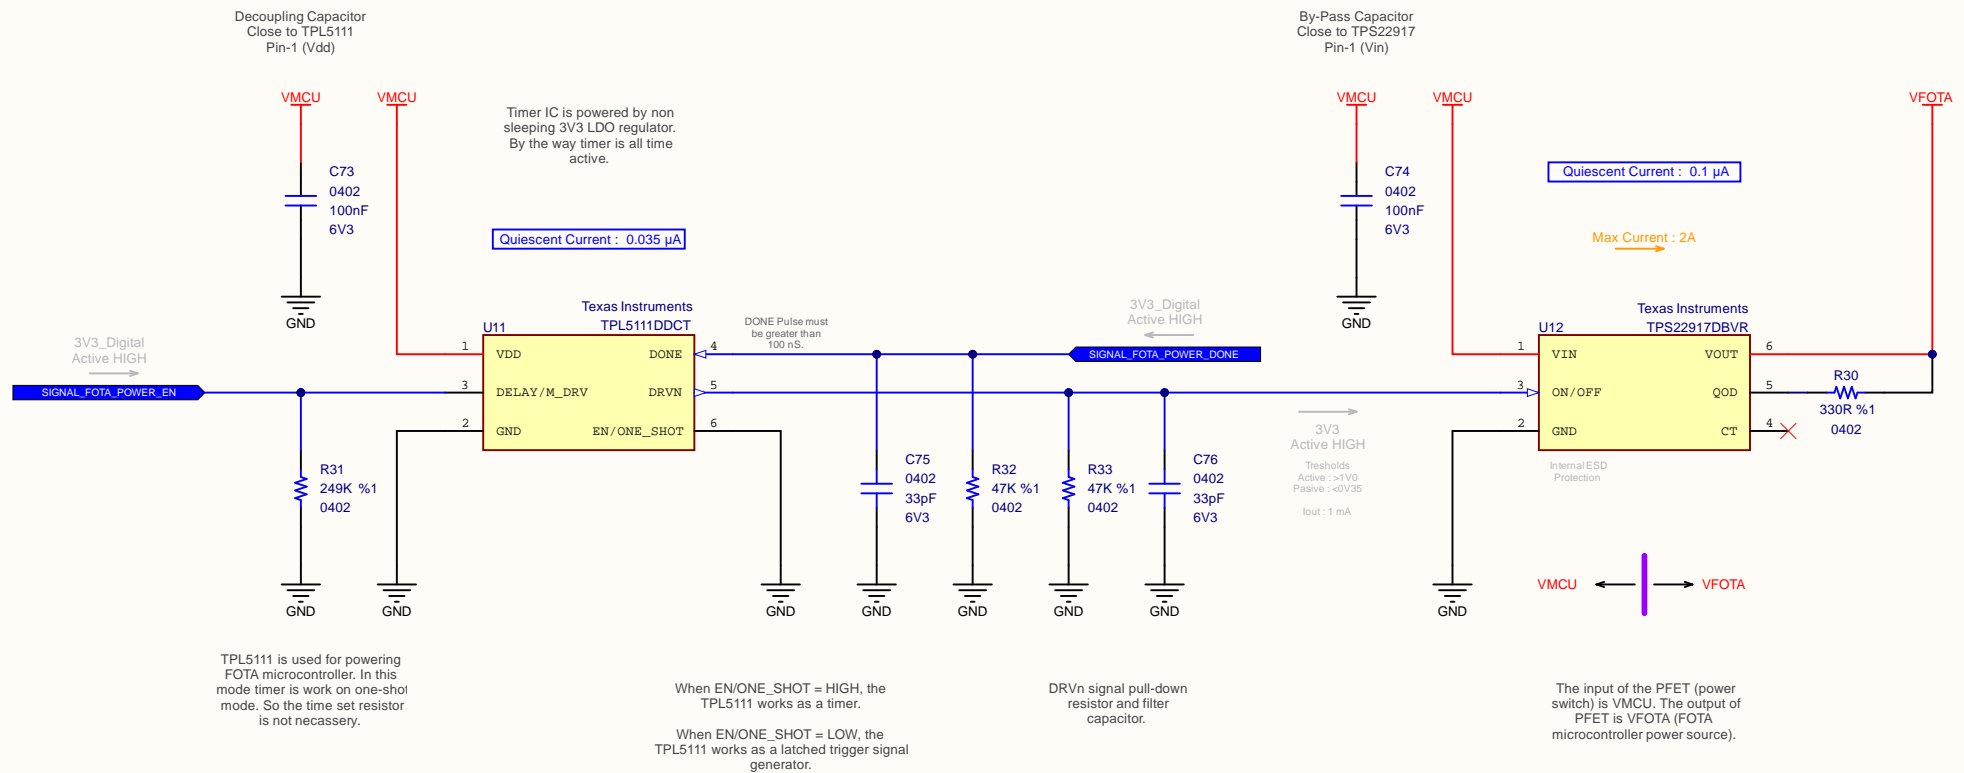 Decoupling Capacitor
Close to TPL5111
Pin-1 (Vdd)
By-Pass Capacitor
Close to TPS22917
Pin-1 (Vin)
VMCU
VMCU
VMCU
VMCU
VFOTA
Timer IC is powered by non
sleeping 3V3 LDO regulator.
By the way timer is all time
active.
C73
0402
100nF
6V3
C74
0402
100nF
6V3
Quiescent Current : 0.1 µA
Quiescent Current : 0.035 µA
Max Current : 2A
GND
GND
Texas Instruments
TPL5111DDCT
U11
1
VDD
DONE
4
3
DELAY/M_DRV
DRVN
5
2
GND
EN/ONE_SHOT
6
DONE Pulse must
be greater than
100 nS.
3V3_Digital
Active HIGH
SIGNAL_FOTA_POWER_DONE
3V3_Digital
Active HIGH
SIGNAL_FOTA_POWER_EN
Texas Instruments
TPS22917DBVR
U12
1
VIN
VOUT
6
3
ON/OFF
QOD
5
2
GND
CT
4
R30
330R %1
0402
3V3
Active HIGH
Tresholds
Active : >1V0
Pasive : <0V35
Iout : 1 mA
Internal ESD
Protection
R31
249K %1
0402
C75
0402
33pF
6V3
R32
47K %1
0402
R33
47K %1
0402
C76
0402
33pF
6V3
GND
GND
GND
GND
GND
GND
GND
GND
VMCU
VFOTA
TPL5111 is used for powering
FOTA microcontroller. In this
mode timer is work on one-shot
mode. So the time set resistor
is not necassery.
When EN/ONE_SHOT = HIGH, the
TPL5111 works as a timer.
When EN/ONE_SHOT = LOW, the
TPL5111 works as a latched trigger signal
generator.
DRVn signal pull-down
resistor and filter
capacitor.
The input of the PFET (power
switch) is VMCU. The output of
PFET is VFOTA (FOTA
microcontroller power source).